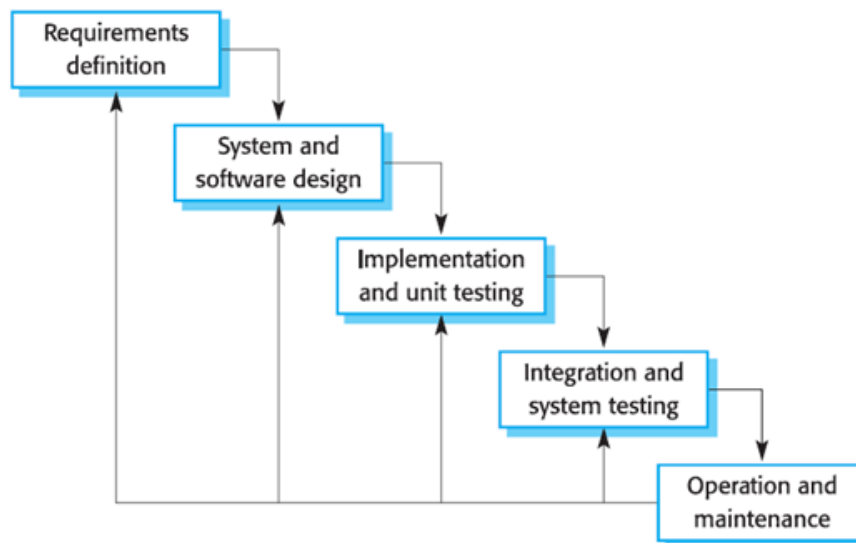 Requirements
definition
System and
software design
Implementation
and unit testing
Integration and
system testing
Operation and
maintenance